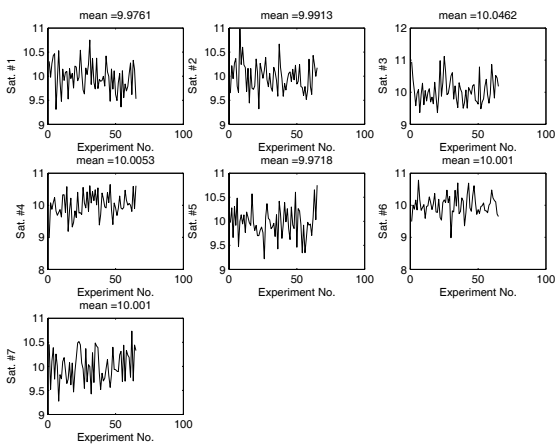 mean = 9.9761
mean = 9.9913
mean = 10.0462
11
10.5
10
9.5
9
Sat. #1
0
50
100
Experiment No.
11
10.5
10
9.5
9
Sat. #2
0
50
100
Experiment No.
12
11
10
9
Sat. #3
0
50
100
Experiment No.
mean =10.0053
mean =9.9718
mean =10.001
11
10
9
8
Sat. #4
0
50
100
Experiment No.
11
10.5
10
9.5
9
Sat. #5
0
50
100
Experiment No.
11
10
9
8
Sat. #6
0
50
100
Experiment No.
mean =10.001
11
10.5
10
9.5
9
Sat. #7
0
50
100
Experiment No.